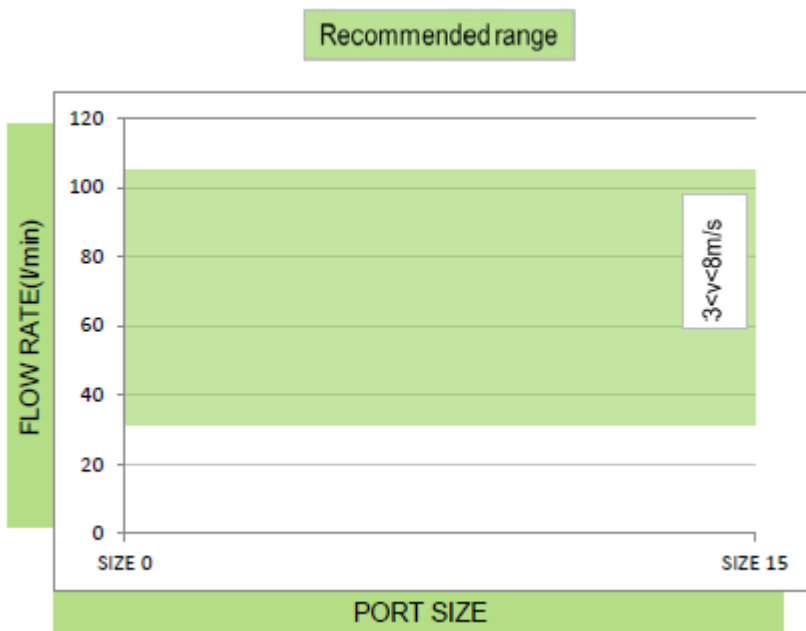 Recommended range
120
100
80
60
40
20
0
FLOW RATE(l/min)
3<v<8m/s
SIZE 0
SIZE 15
PORT SIZE